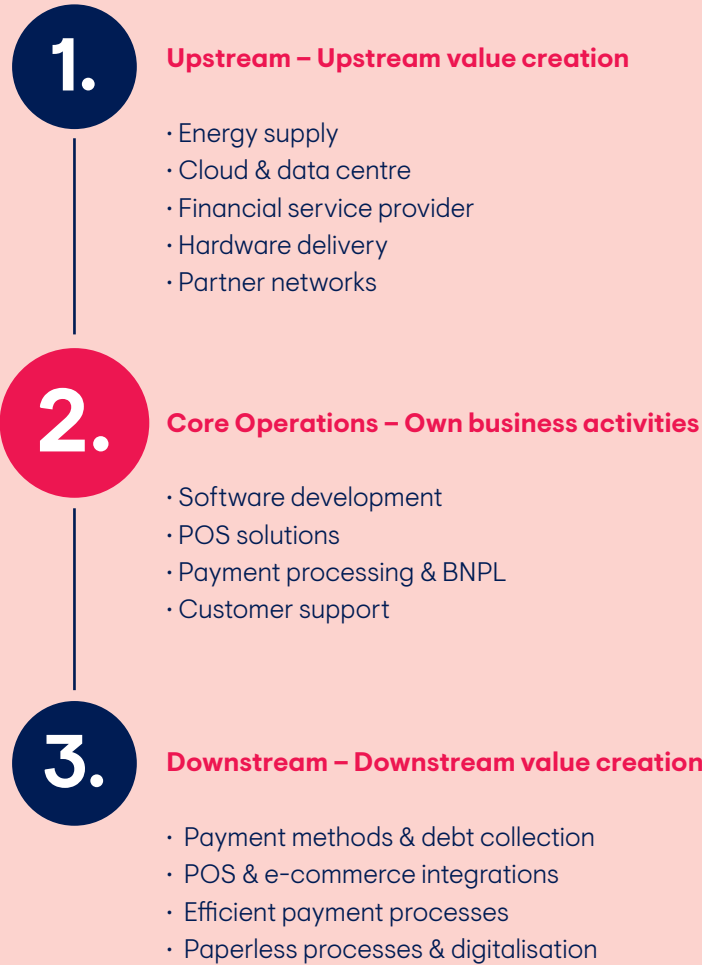 1.
Upstream – Upstream value creation
· Energy supply
· Cloud & data centre
· Financial service provider
· Hardware delivery
· Partner networks
2.
Core Operations – Own business activities
· Software development
· POS solutions
· Payment processing & BNPL
· Customer support
3.
Downstream – Downstream value creation
· Payment methods & debt collection
· POS & e-commerce integrations
· Efficient payment processes
· Paperless processes & digitalisation